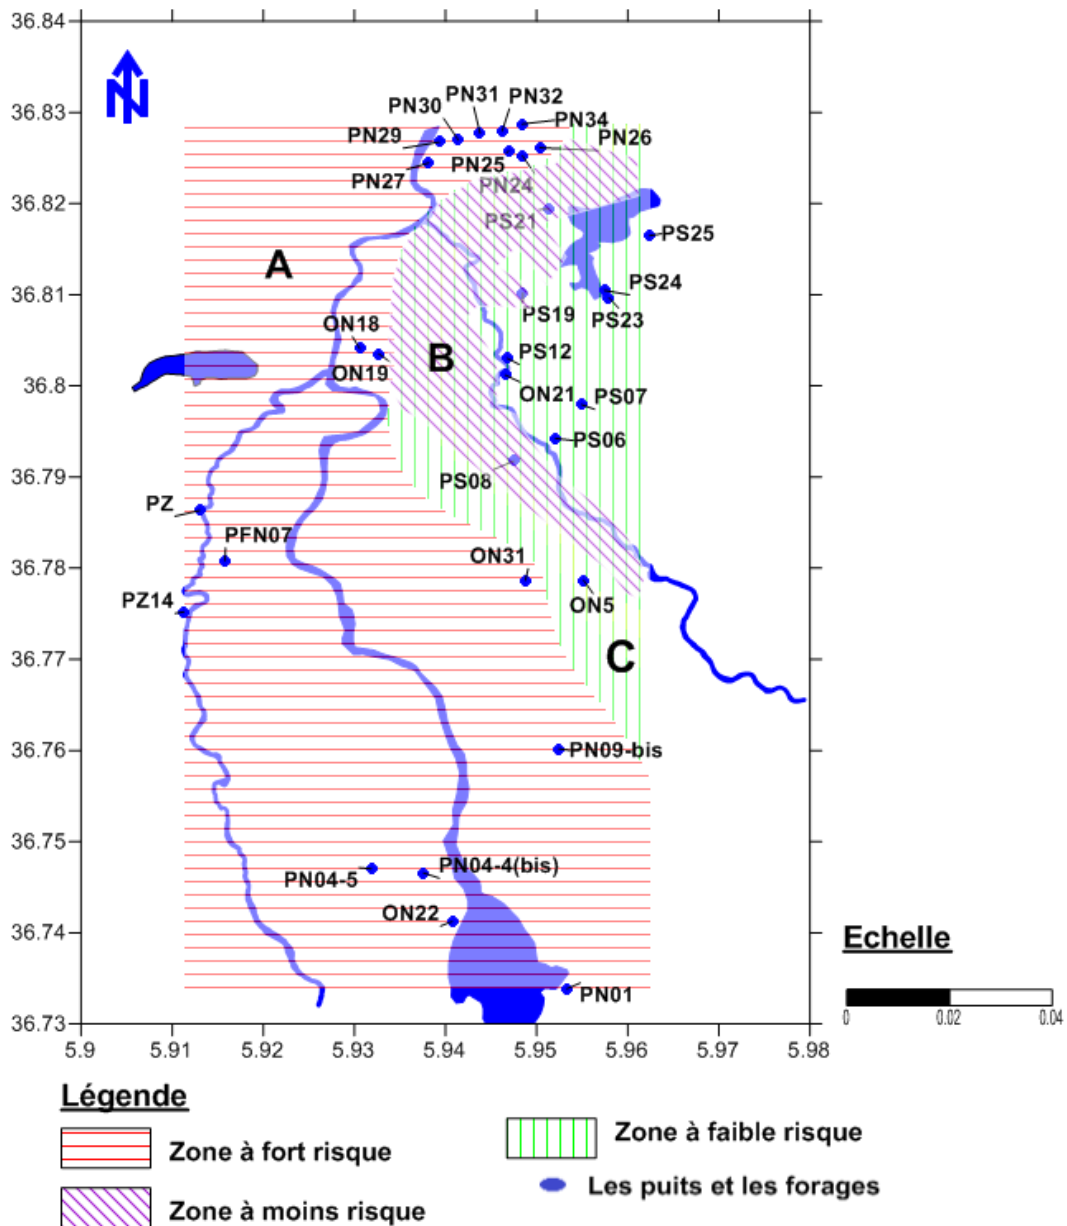 36.84
N
36.83
PN31
PN32
PN30
PN34
PN29
PN26
PN25
PN27
PN24
36.82
PS21
PS25
A
PS24
36.81
PS19
PS23
ON18
B
PS12
ON19
36.8
ON21
PS07
PS06
36.79
PS08
PZ
PFN07
ON31
36.78
PZ14
ON5
36.77
C
36.76
PN09-bis
36.75
PN04-4(bis)
PN04-5
ON22
36.74
Echelle
PN01
0 0.02 0.04
36.73
5.9 5.91 5.92 5.93 5.94 5.95 5.96 5.97 5.98
Légende
Zone à fort risque
Zone à faible risque
Les puits et les forages
Zone à moins risque